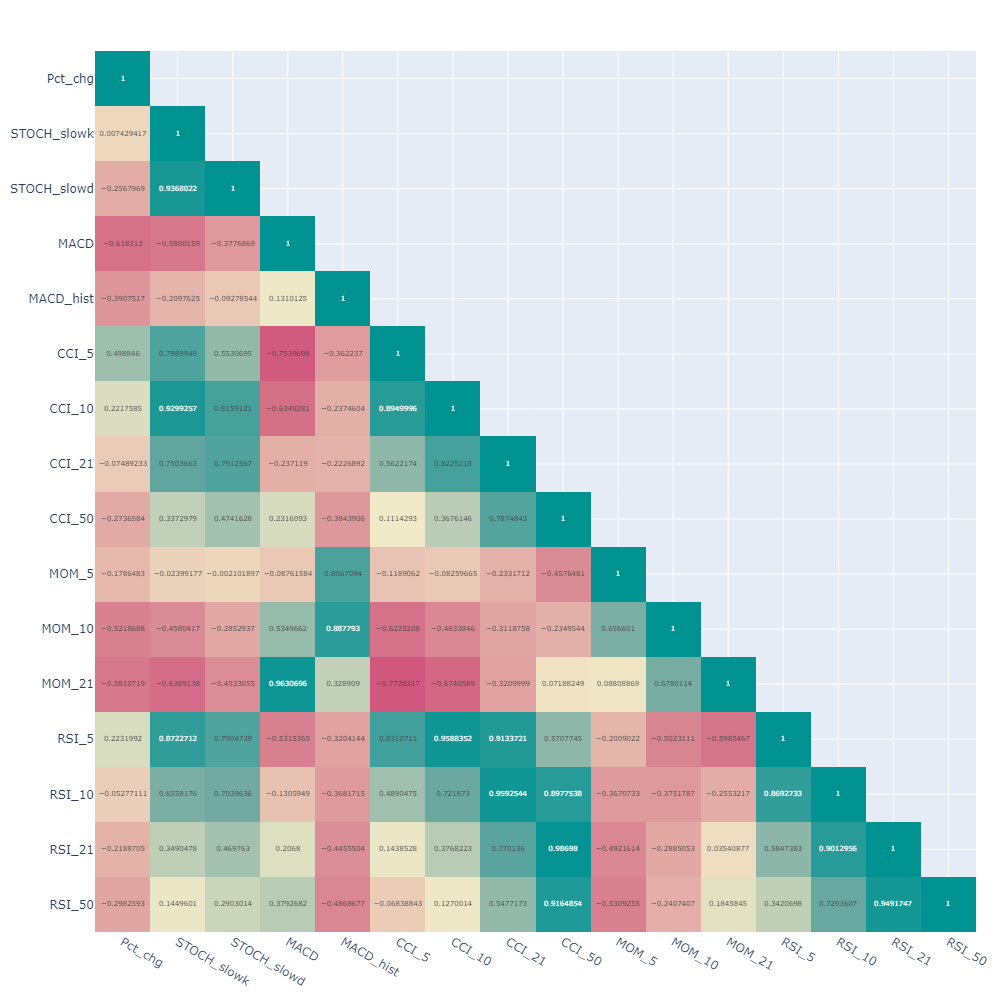 Pct_chg 1
STOCH_slowk 0.007429417 1
STOCH_slowd −0.2567969 0.9368022 1
MACD −0.618313 −0.5800159 −0.3776869 1
MACD_hist −0.3907517 −0.2097625 −0.09278544 0.1310125 1
CCI_5 0.498846 0.7989949 0.5530695 −0.7539698 −0.362237 1
CCI_10 0.2217585 0.9299257 0.8159121 −0.6349281 −0.2374604 0.8949996 1
CCI_21 −0.07489233 0.7503663 0.7912567 −0.237119 −0.2226892 0.5622174 0.8225218 1
CCI_50 −0.2736584 0.3372979 0.4741628 0.2316093 −0.3843906 0.1114293 0.3676146 0.7874843 1
MOM_5 −0.1786483 −0.02399177 −0.002101897 −0.08761584 0.8067094 −0.1189062 −0.08259665 −0.2331712 −0.4576481 1
MOM_10 −0.5218688 −0.4580417 −0.2852937 0.5349662 0.887793 −0.6225208 −0.4833846 −0.3118758 −0.2349544 0.656601 1
MOM_21 −0.5810719 −0.6389138 −0.4533055 0.9630696 0.328909 −0.7728317 −0.6740589 −0.3209999 0.07188249 0.08808869 0.6780114 1
RSI_5 0.2231992 0.8722712 0.7904739 −0.5315365 −0.3204144 0.8310711 0.9588352 0.9133721 0.5707745 −0.2009022 −0.5023111 −0.5985467 1
RSI_10 −0.05277111 0.6558176 0.7039636 −0.1305949 −0.3681715 0.4890475 0.721873 0.9592544 0.8977538 −0.3670733 −0.3751787 −0.2553217 0.8692733 1
RSI_21 −0.2188705 0.3490478 0.469763 0.2068 −0.4455504 0.1438528 0.3768223 0.770136 0.98698 −0.4921614 −0.2885053 0.03540877 0.5847383 0.9012956 1
RSI_50 −0.2982593 0.1449601 0.2903014 0.3792682 −0.4868677 −0.06838843 0.1270014 0.5477173 0.9164854 −0.5309255 −0.2407407 0.1845845 0.3420698 0.7293607 0.9491747 1
Pct_chg STOCH_slowk STOCH_slowd MACD MACD_hist CCI_5 CCI_10 CCI_21 CCI_50 MOM_5 MOM_10 MOM_21 RSI_5 RSI_10 RSI_21 RSI_50